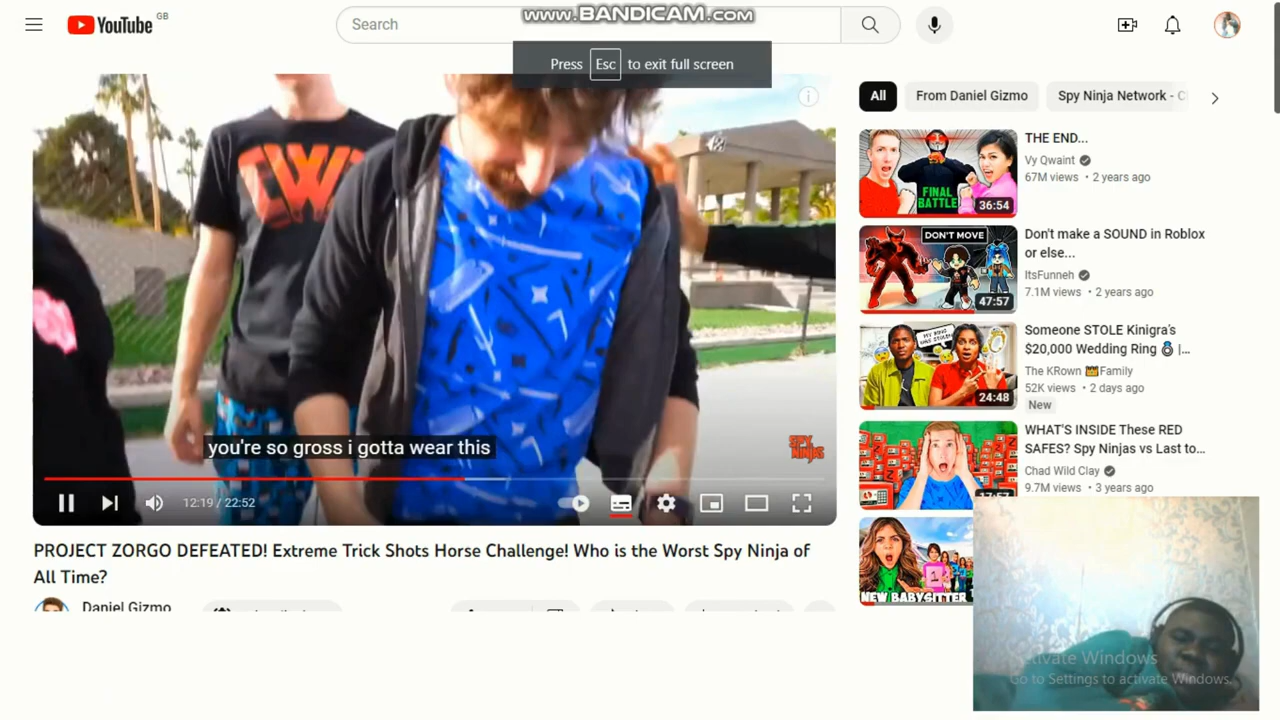 YouTube GB
Search
www.BANDICAM.com
Press Esc to exit full screen
All
From Daniel Gizmo
Spy Ninja Network - C
CWC
you're so gross i gotta wear this
SPY NINJAS
12:19 / 22:52
PROJECT ZORGO DEFEATED! Extreme Trick Shots Horse Challenge! Who is the Worst Spy Ninja of
All Time?
Daniel Gizmo
FINAL
BATTLE
36:54
THE END...
Vy Qwaint
67M views • 2 years ago
DON'T MOVE
47:57
Don't make a SOUND in Roblox
or else...
ItsFunneh
7.1M views • 2 years ago
MY RING
WAS STOLEN!
24:48
Someone STOLE Kinigra's
$20,000 Wedding Ring 💍 |...
The KRown 👑Family
52K views • 2 days ago
New
WHAT'S INSIDE These RED
SAFES? Spy Ninjas vs Last to...
Chad Wild Clay
9.7M views • 3 years ago
1
NEW BABYSITTER
Activate Windows
Go to Settings to activate Windows.